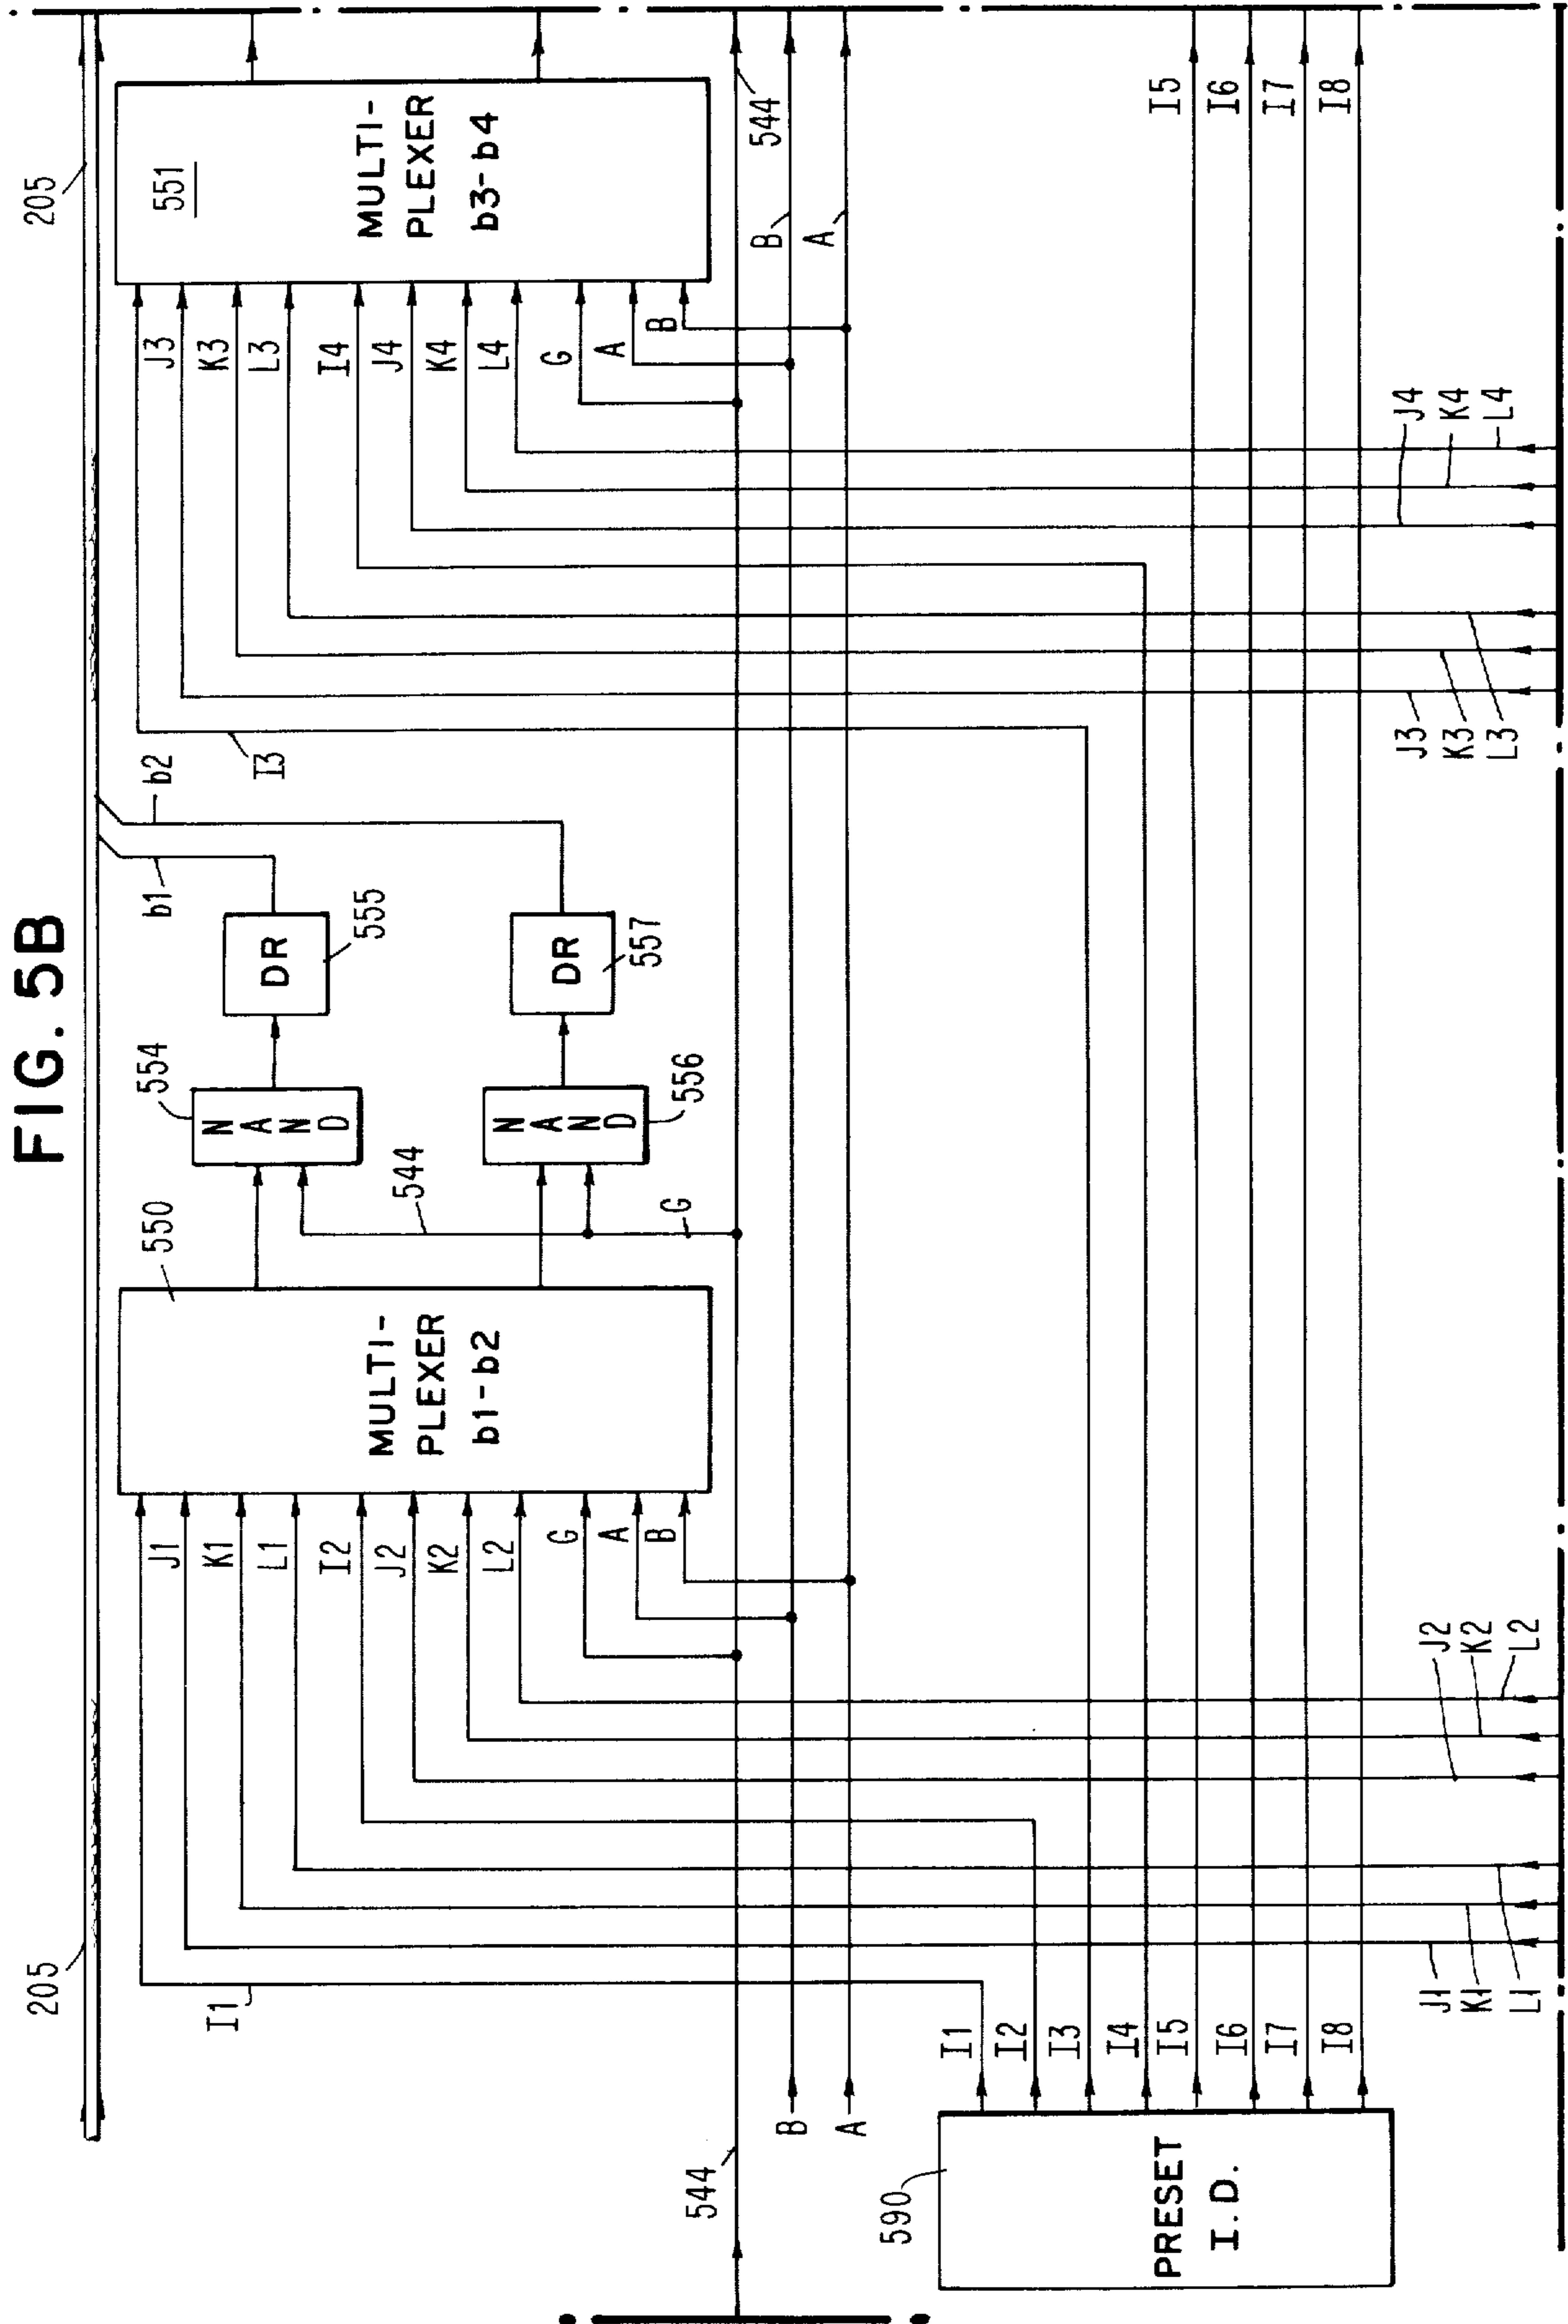 FIG. 5B
205
205
I1
J1
K1
L1
I2
J2
K2
L2
G
A
B
550
MULTI-
PLEXER
b1-b2
544
G
554
NAND
556
NAND
DR
555
DR
557
b1
b2
I3
J3
K3
L3
I4
J4
K4
L4
G
A
B
551
MULTI-
PLEXER
b3-b4
544
B
A
544
B
A
590
PRESET
I.D.
I1
I2
I3
I4
I5
I6
I7
I8
I5
I6
I7
I8
J1
K1
L1
J2
K2
L2
J3
K3
L3
J4
K4
L4